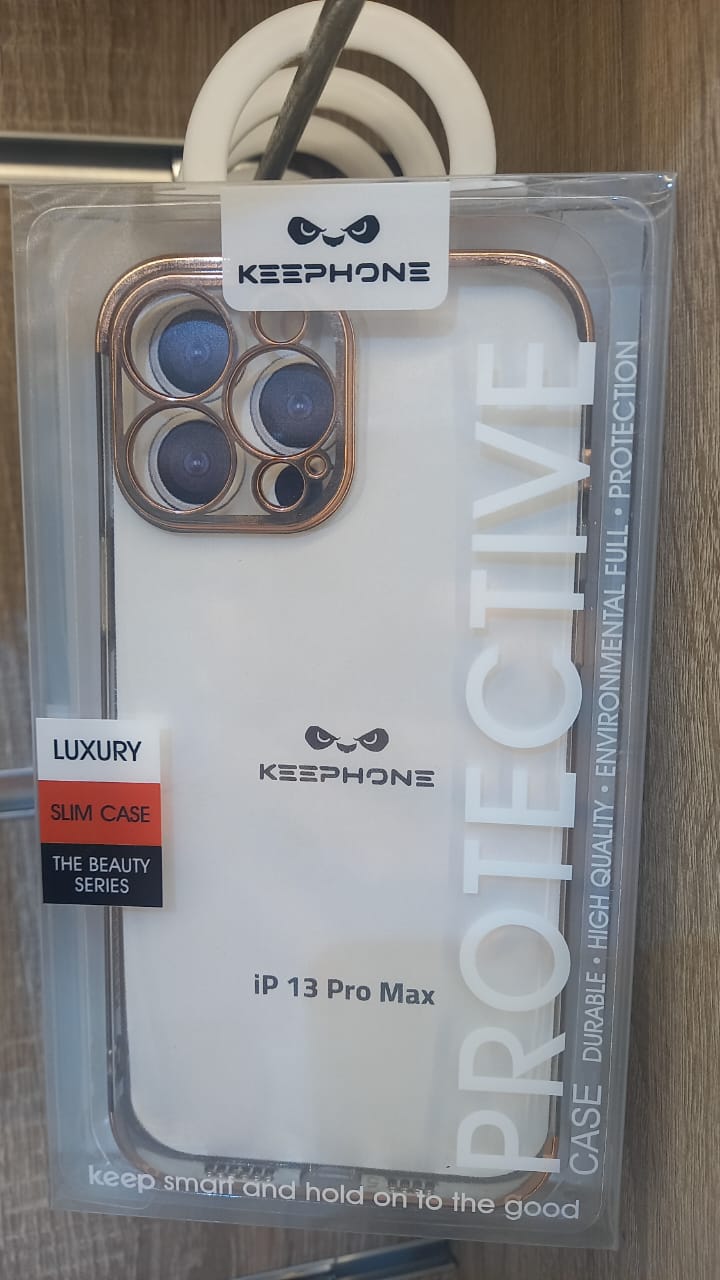 KEEPHONE
PROTECTIVE
CASE DURABLE • HIGH QUALITY • ENVIRONMENTAL FULL • PROTECTION
LUXURY
SLIM CASE
THE BEAUTY
SERIES
KEEPHONE
iP 13 Pro Max
keep smart and hold on to the good